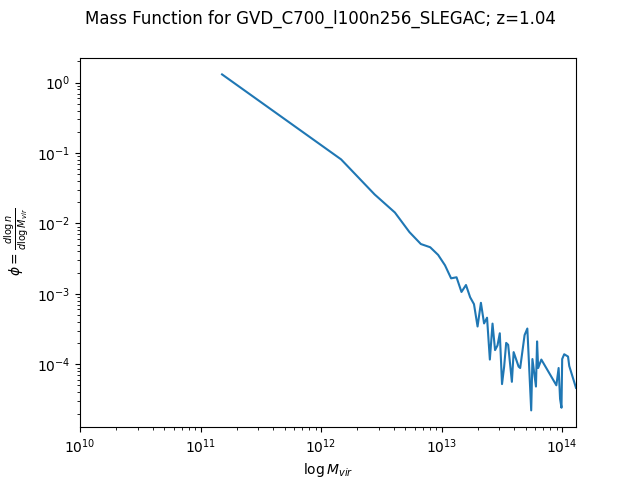 Mass Function for GVD_C700_l100n256_SLEGAC; z=1.04
10^0
10^-1
10^-2
10^-3
10^-4
ϕ = d log n / d log M_vir
10^10 10^11 10^12 10^13 10^14
log M_vir